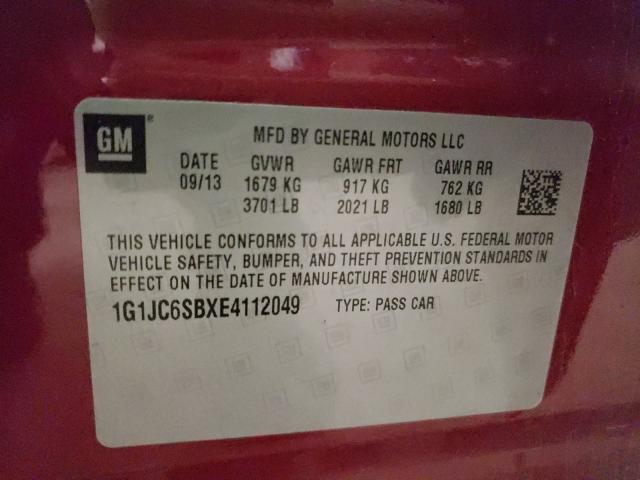 GM ®
MFD BY GENERAL MOTORS LLC
DATE GVWR GAWR FRT GAWR RR
09/13 1679 KG 917 KG 762 KG
3701 LB 2021 LB 1680 LB
THIS VEHICLE CONFORMS TO ALL APPLICABLE U.S. FEDERAL MOTOR
VEHICLE SAFETY, BUMPER, AND THEFT PREVENTION STANDARDS IN
EFFECT ON THE DATE OF MANUFACTURE SHOWN ABOVE.
1G1JC6SBXE4112049 TYPE: PASS CAR